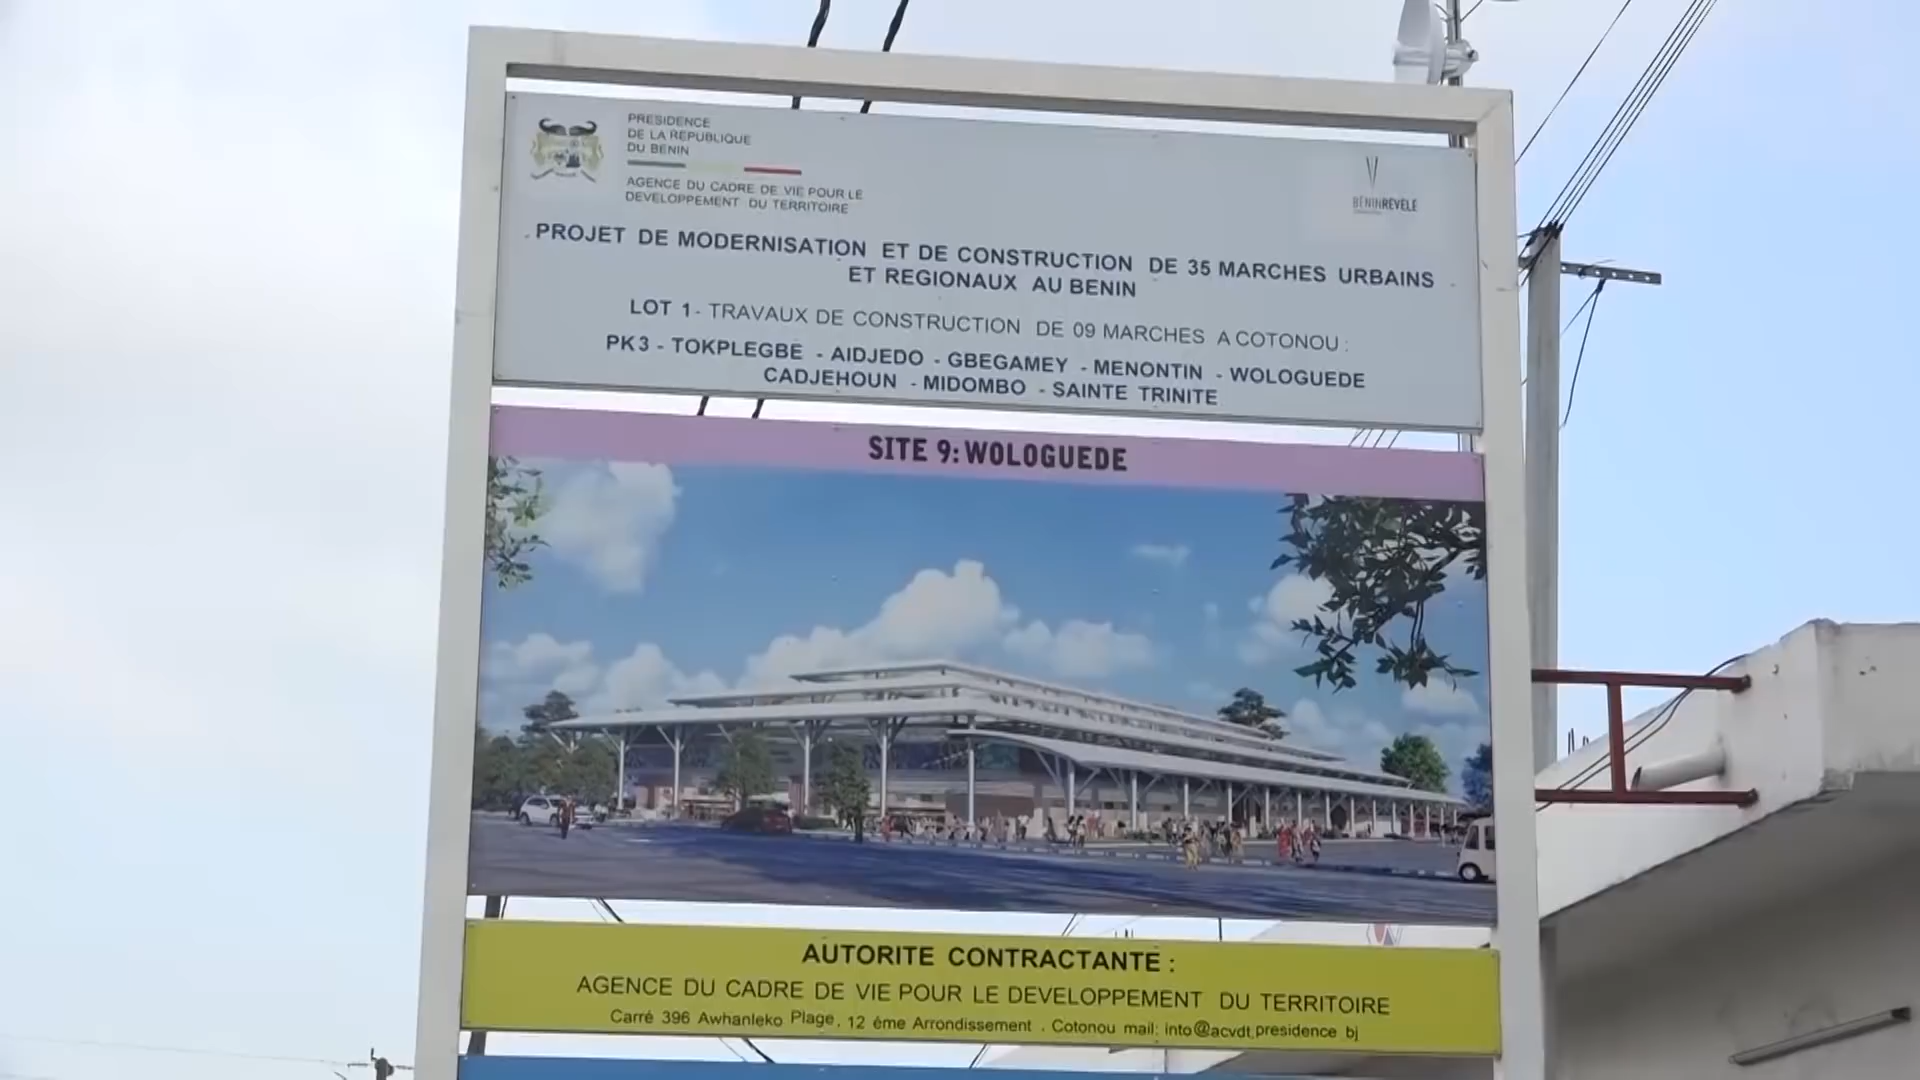 PRESIDENCE
DE LA REPUBLIQUE
DU BENIN
AGENCE DU CADRE DE VIE POUR LE
DEVELOPPEMENT DU TERRITOIRE
BENINREVELE
PROJET DE MODERNISATION ET DE CONSTRUCTION DE 35 MARCHES URBAINS
ET REGIONAUX AU BENIN
LOT 1 - TRAVAUX DE CONSTRUCTION DE 09 MARCHES A COTONOU :
PK3 - TOKPLEGBE - AIDJEDO - GBEGAMEY - MENONTIN - WOLOGUEDE
CADJEHOUN - MIDOMBO - SAINTE TRINITE
SITE 9: WOLOGUEDE
AUTORITE CONTRACTANTE :
AGENCE DU CADRE DE VIE POUR LE DEVELOPPEMENT DU TERRITOIRE
Carré 396 Awhanleko Plage, 12 éme Arrondissement . Cotonou mail: into@acvdt.presidence bj